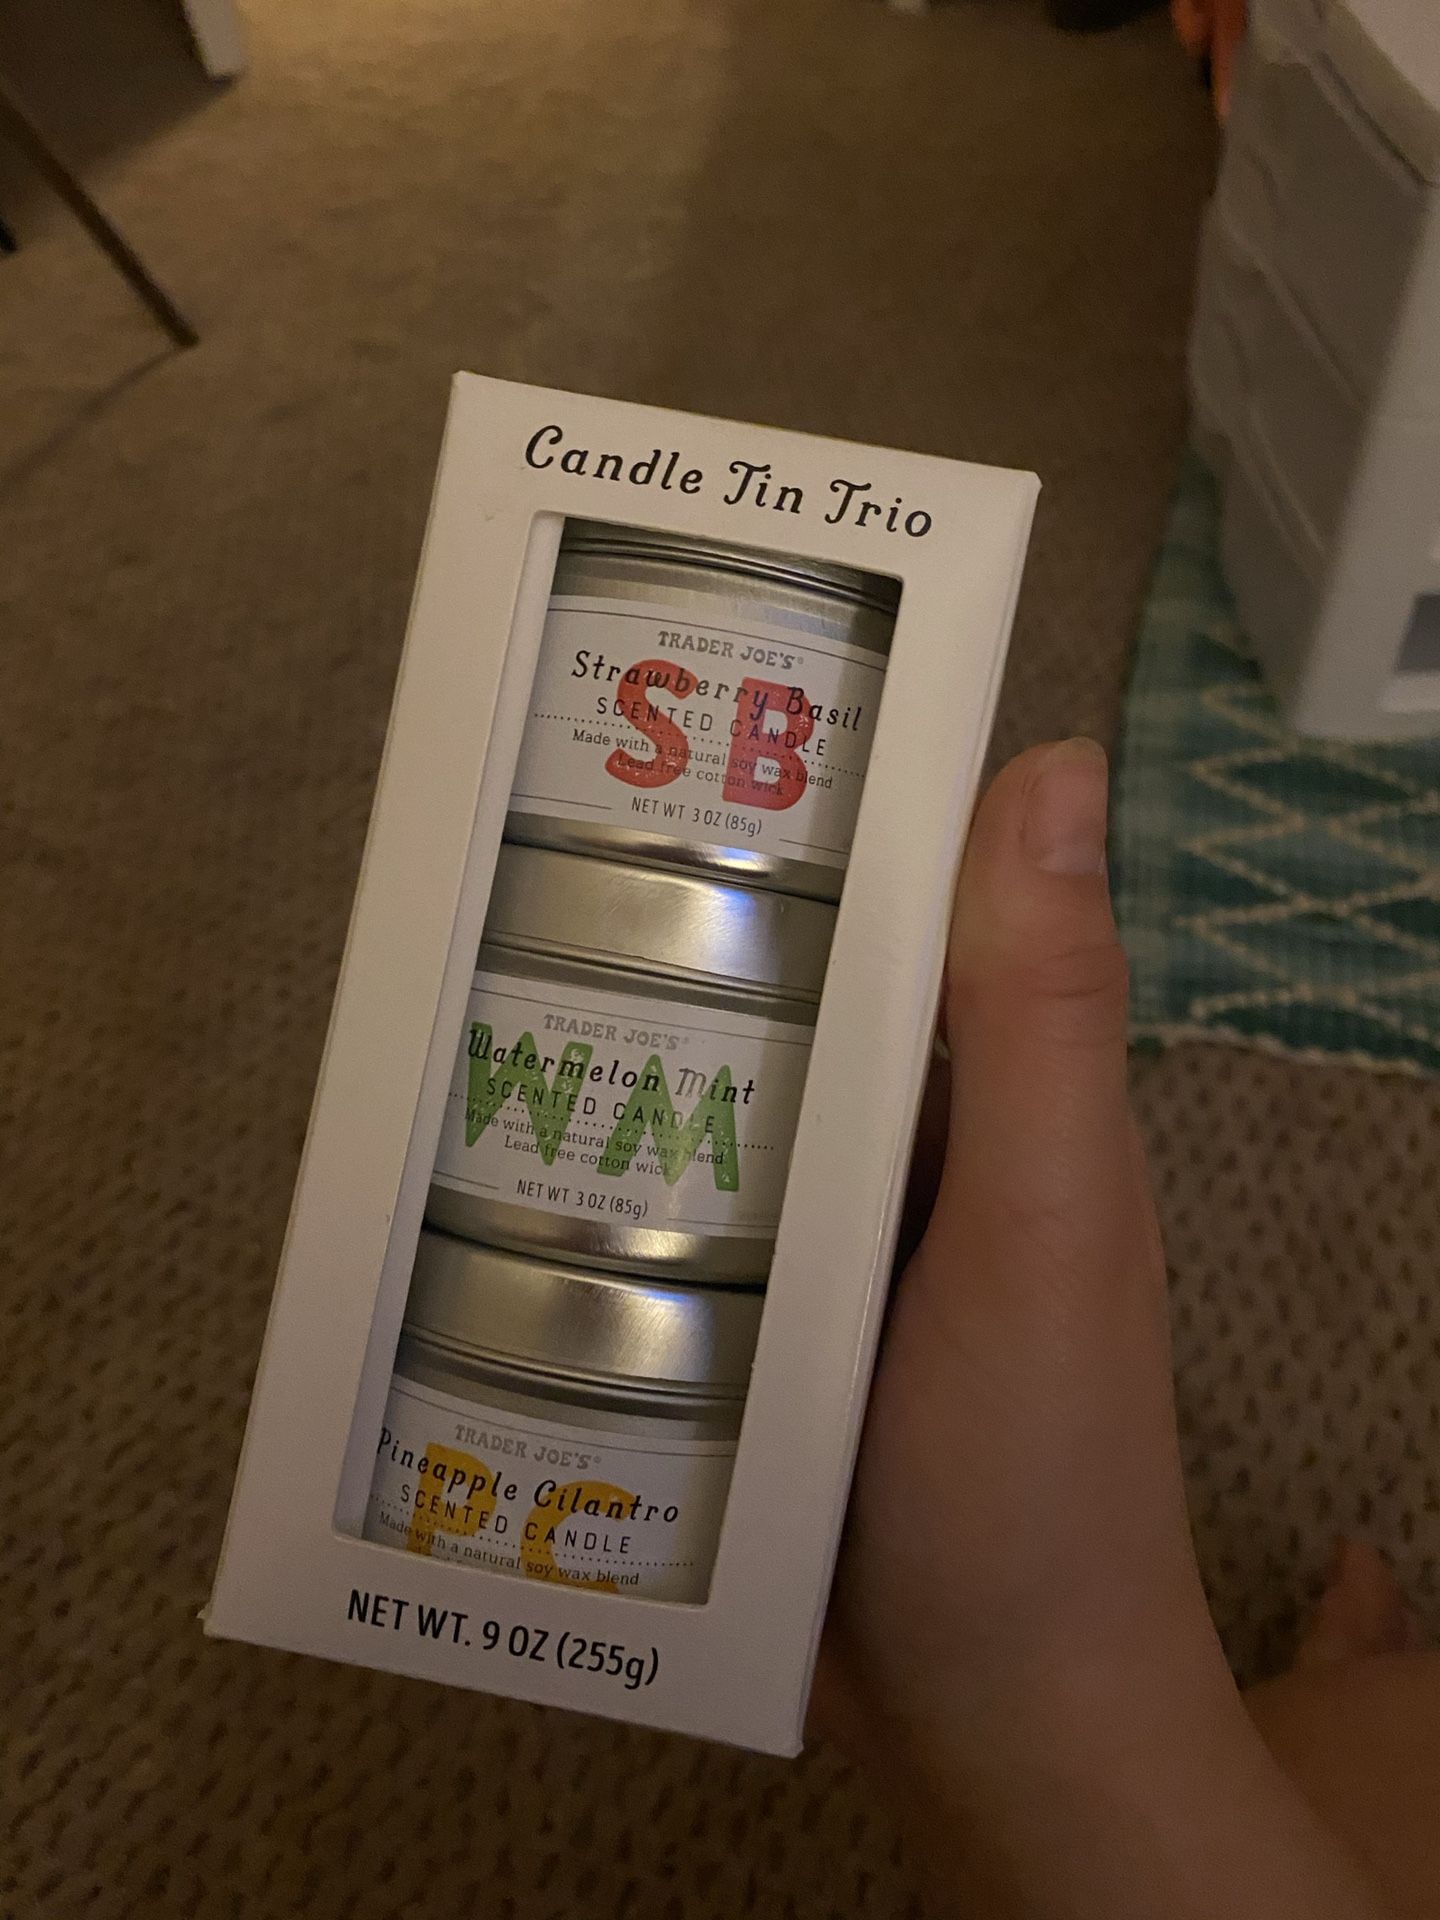 Candle Tin Trio
TRADER JOE'S®
Strawberry Basil
SB
SCENTED CANDLE
Made with a natural soy wax blend
Lead free cotton wick
NET WT 3 OZ (85g)
TRADER JOE'S®
Watermelon Mint
WM
SCENTED CANDLE
Made with a natural soy wax blend
Lead free cotton wick
NET WT 3 OZ (85g)
TRADER JOE'S®
Pineapple Cilantro
PC
SCENTED CANDLE
Made with a natural soy wax blend
NET WT. 9 OZ (255g)